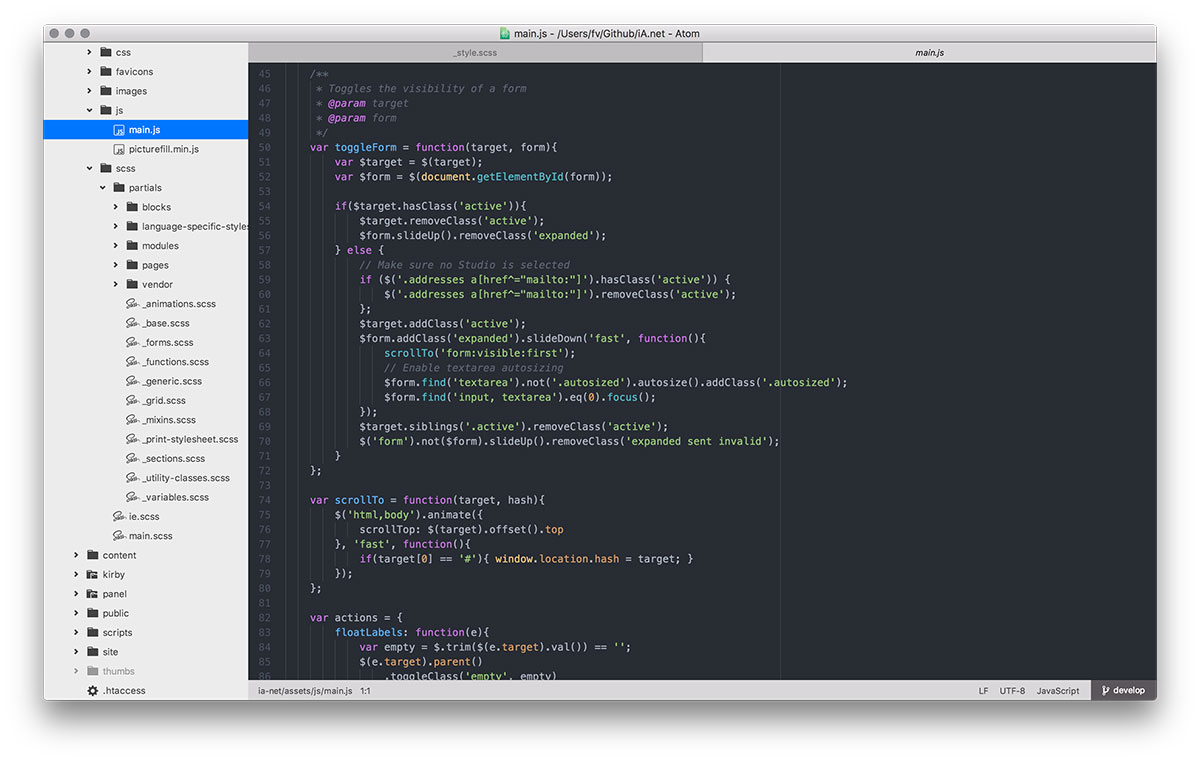 main.js - /Users/fv/Github/iA.net - Atom
css
favicons
images
js
main.js
picturefill.min.js
scss
partials
blocks
language-specific-styles
modules
pages
vendor
_animations.scss
_base.scss
_forms.scss
_functions.scss
_generic.scss
_grid.scss
_mixins.scss
_print-stylesheet.scss
_sections.scss
_utility-classes.scss
_variables.scss
ie.scss
main.scss
content
kirby
panel
public
scripts
site
thumbs
.htaccess
_style.scss
main.js
45 /**
46 * Toggles the visibility of a form
47 * @param target
48 * @param form
49 */
50 var toggleForm = function(target, form){
51 var $target = $(target);
52 var $form = $(document.getElementById(form));
53
54 if($target.hasClass('active')){
55 $target.removeClass('active');
56 $form.slideUp().removeClass('expanded');
57 } else {
58 // Make sure no Studio is selected
59 if ($('.addresses a[href^="mailto:"]').hasClass('active')) {
60 $('.addresses a[href^="mailto:"]').removeClass('active');
61 };
62 $target.addClass('active');
63 $form.addClass('expanded').slideDown('fast', function(){
64 scrollTo('form:visible:first');
65 // Enable textarea autosizing
66 $form.find('textarea').not('.autosized').autosize().addClass('.autosized');
67 $form.find('input, textarea').eq(0).focus();
68 });
69 $target.siblings('.active').removeClass('active');
70 $('form').not($form).slideUp().removeClass('expanded sent invalid');
71 }
72 };
73
74 var scrollTo = function(target, hash){
75 $('html,body').animate({
76 scrollTop: $(target).offset().top
77 }, 'fast', function(){
78 if(target[0] == '#'){ window.location.hash = target; }
79 });
80 };
81
82 var actions = {
83 floatLabels: function(e){
84 var empty = $.trim($(e.target).val()) == '';
85 $(e.target).parent()
86 .toggleClass('empty', empty)
ia-net/assets/js/main.js 1:1
LF UTF-8 JavaScript develop